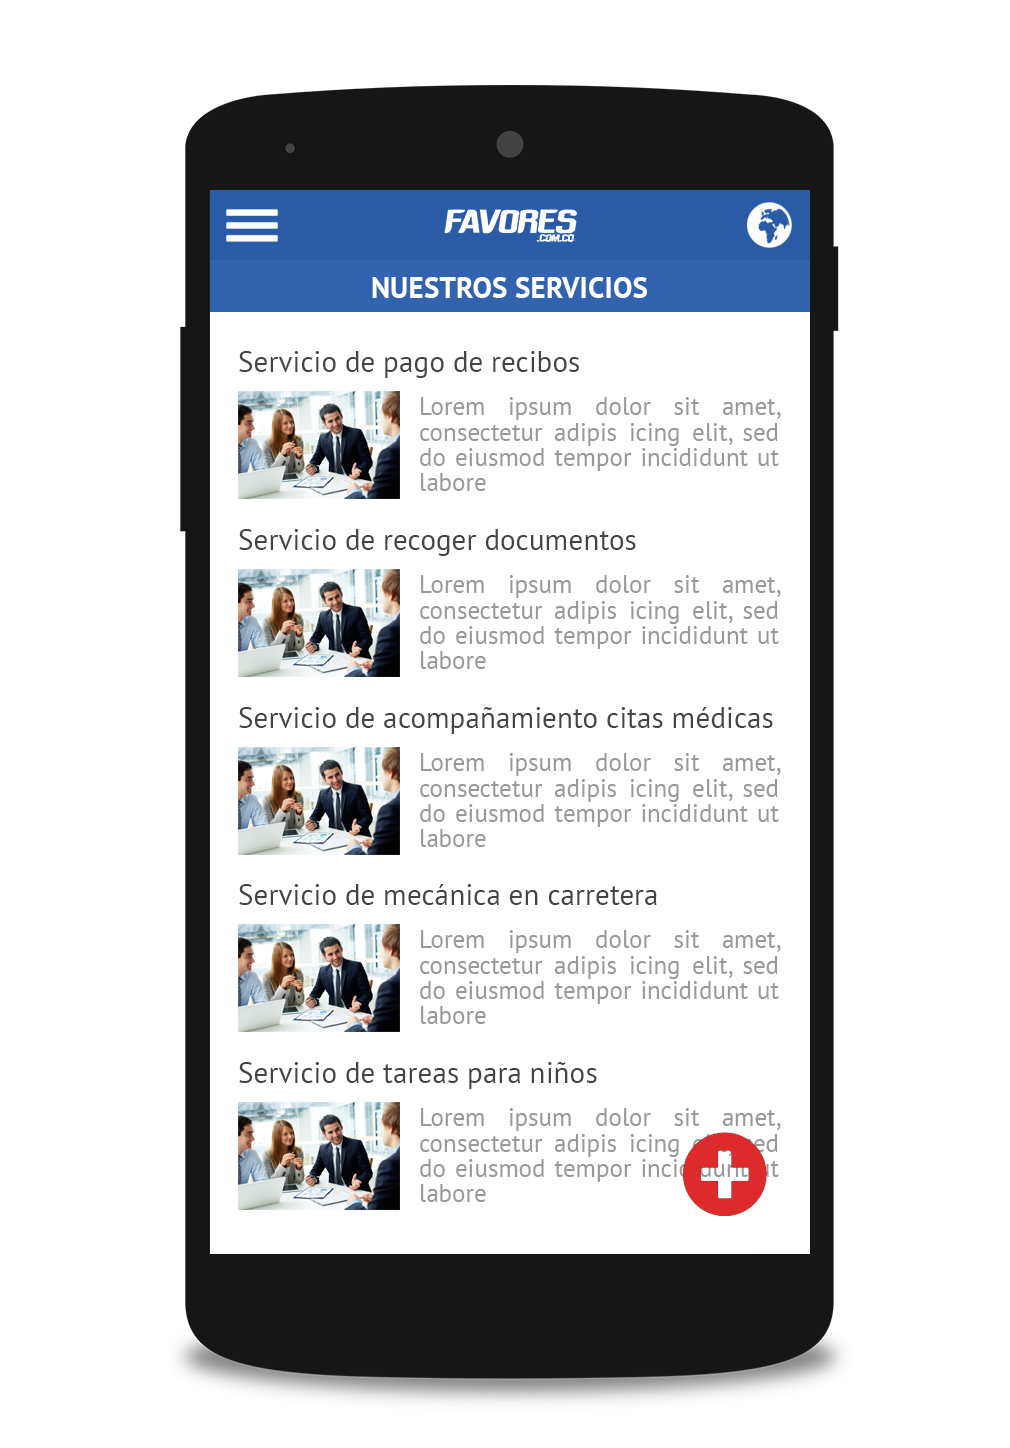 FAVORES
.COM.CO
NUESTROS SERVICIOS
Servicio de pago de recibos
Lorem ipsum dolor sit amet,
consectetur adipis icing elit, sed
do eiusmod tempor incididunt ut
labore
Servicio de recoger documentos
Lorem ipsum dolor sit amet,
consectetur adipis icing elit, sed
do eiusmod tempor incididunt ut
labore
Servicio de acompañamiento citas médicas
Lorem ipsum dolor sit amet,
consectetur adipis icing elit, sed
do eiusmod tempor incididunt ut
labore
Servicio de mecánica en carretera
Lorem ipsum dolor sit amet,
consectetur adipis icing elit, sed
do eiusmod tempor incididunt ut
labore
Servicio de tareas para niños
Lorem ipsum dolor sit amet,
consectetur adipis icing sed
do eiusmod tempor incididunt ut
labore